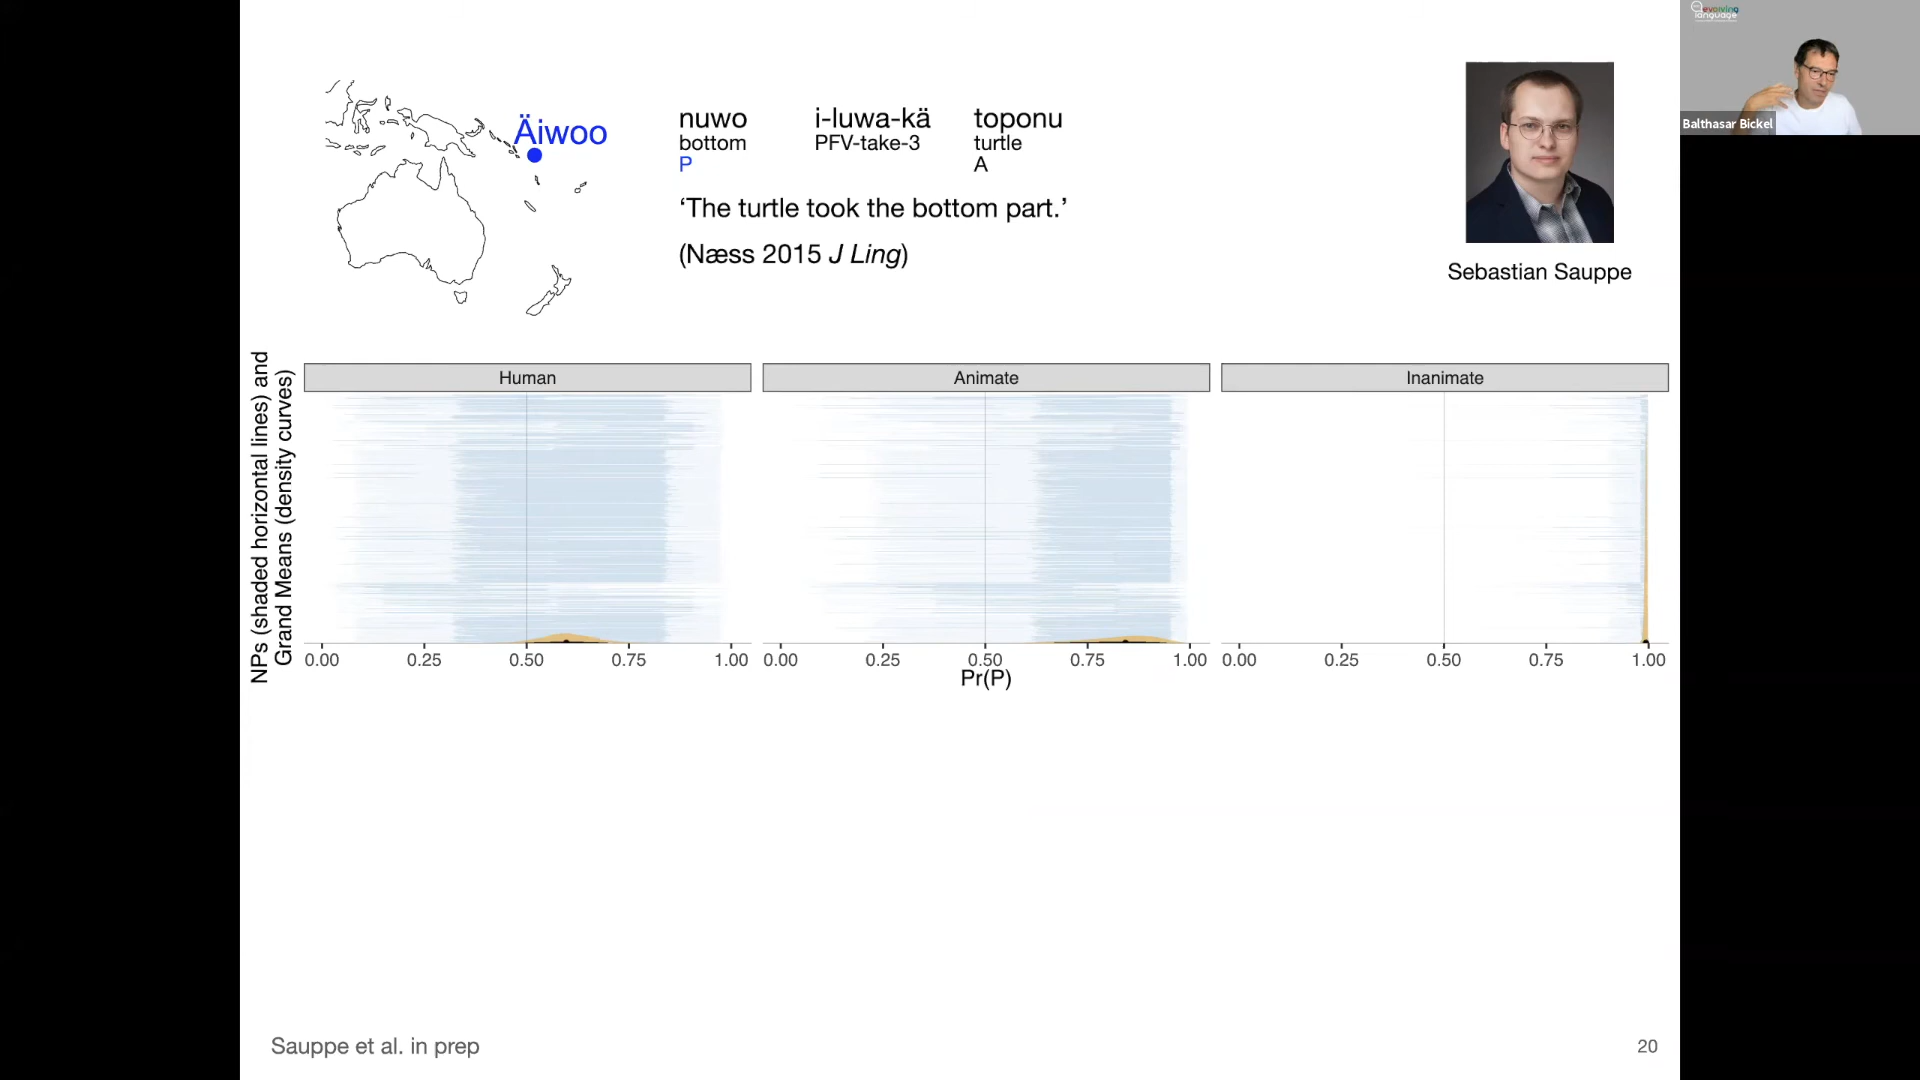 evolving
language
Balthasar Bickel
Äiwoo
nuwo i-luwa-kä toponu
bottom PFV-take-3 turtle
P A
‘The turtle took the bottom part.’
(Næss 2015 J Ling)
Sebastian Sauppe
NPs (shaded horizontal lines) and
Grand Means (density curves)
Human Animate Inanimate
0.00 0.25 0.50 0.75 1.00 0.00 0.25 0.50 0.75 1.00 0.00 0.25 0.50 0.75 1.00
Pr(P)
Sauppe et al. in prep
20